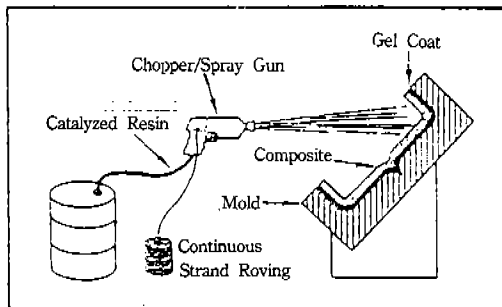 Gel Coat
Chopper/Spray Gun
Catalyzed Resin
Composite
Mold
Continuous
Strand Roving